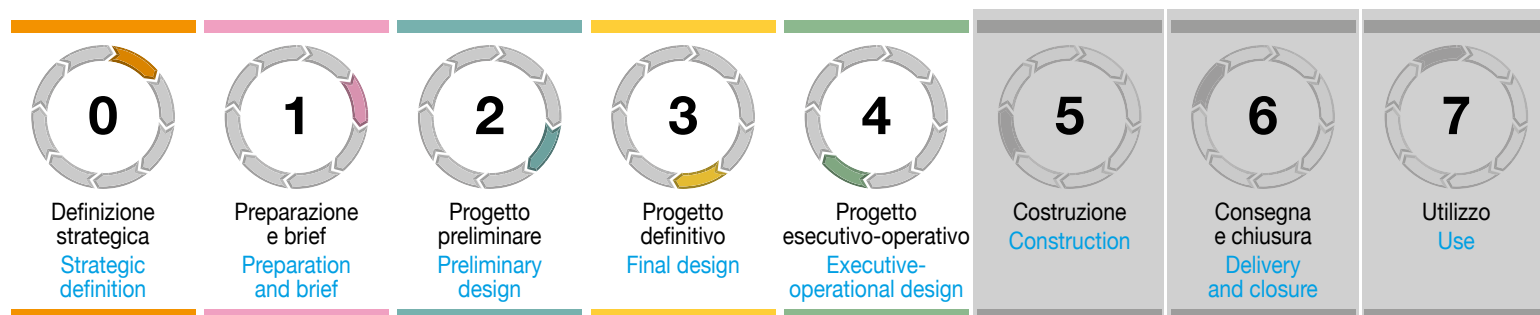 0
Definizione
strategica
Strategic
definition
1
Preparazione
e brief
Preparation
and brief
2
Progetto
preliminare
Preliminary
design
3
Progetto
definitivo
Final design
4
Progetto
esecutivo-operativo
Executive-
operational design
5
Costruzione
Construction
6
Consegna
e chiusura
Delivery
and closure
7
Utilizzo
Use